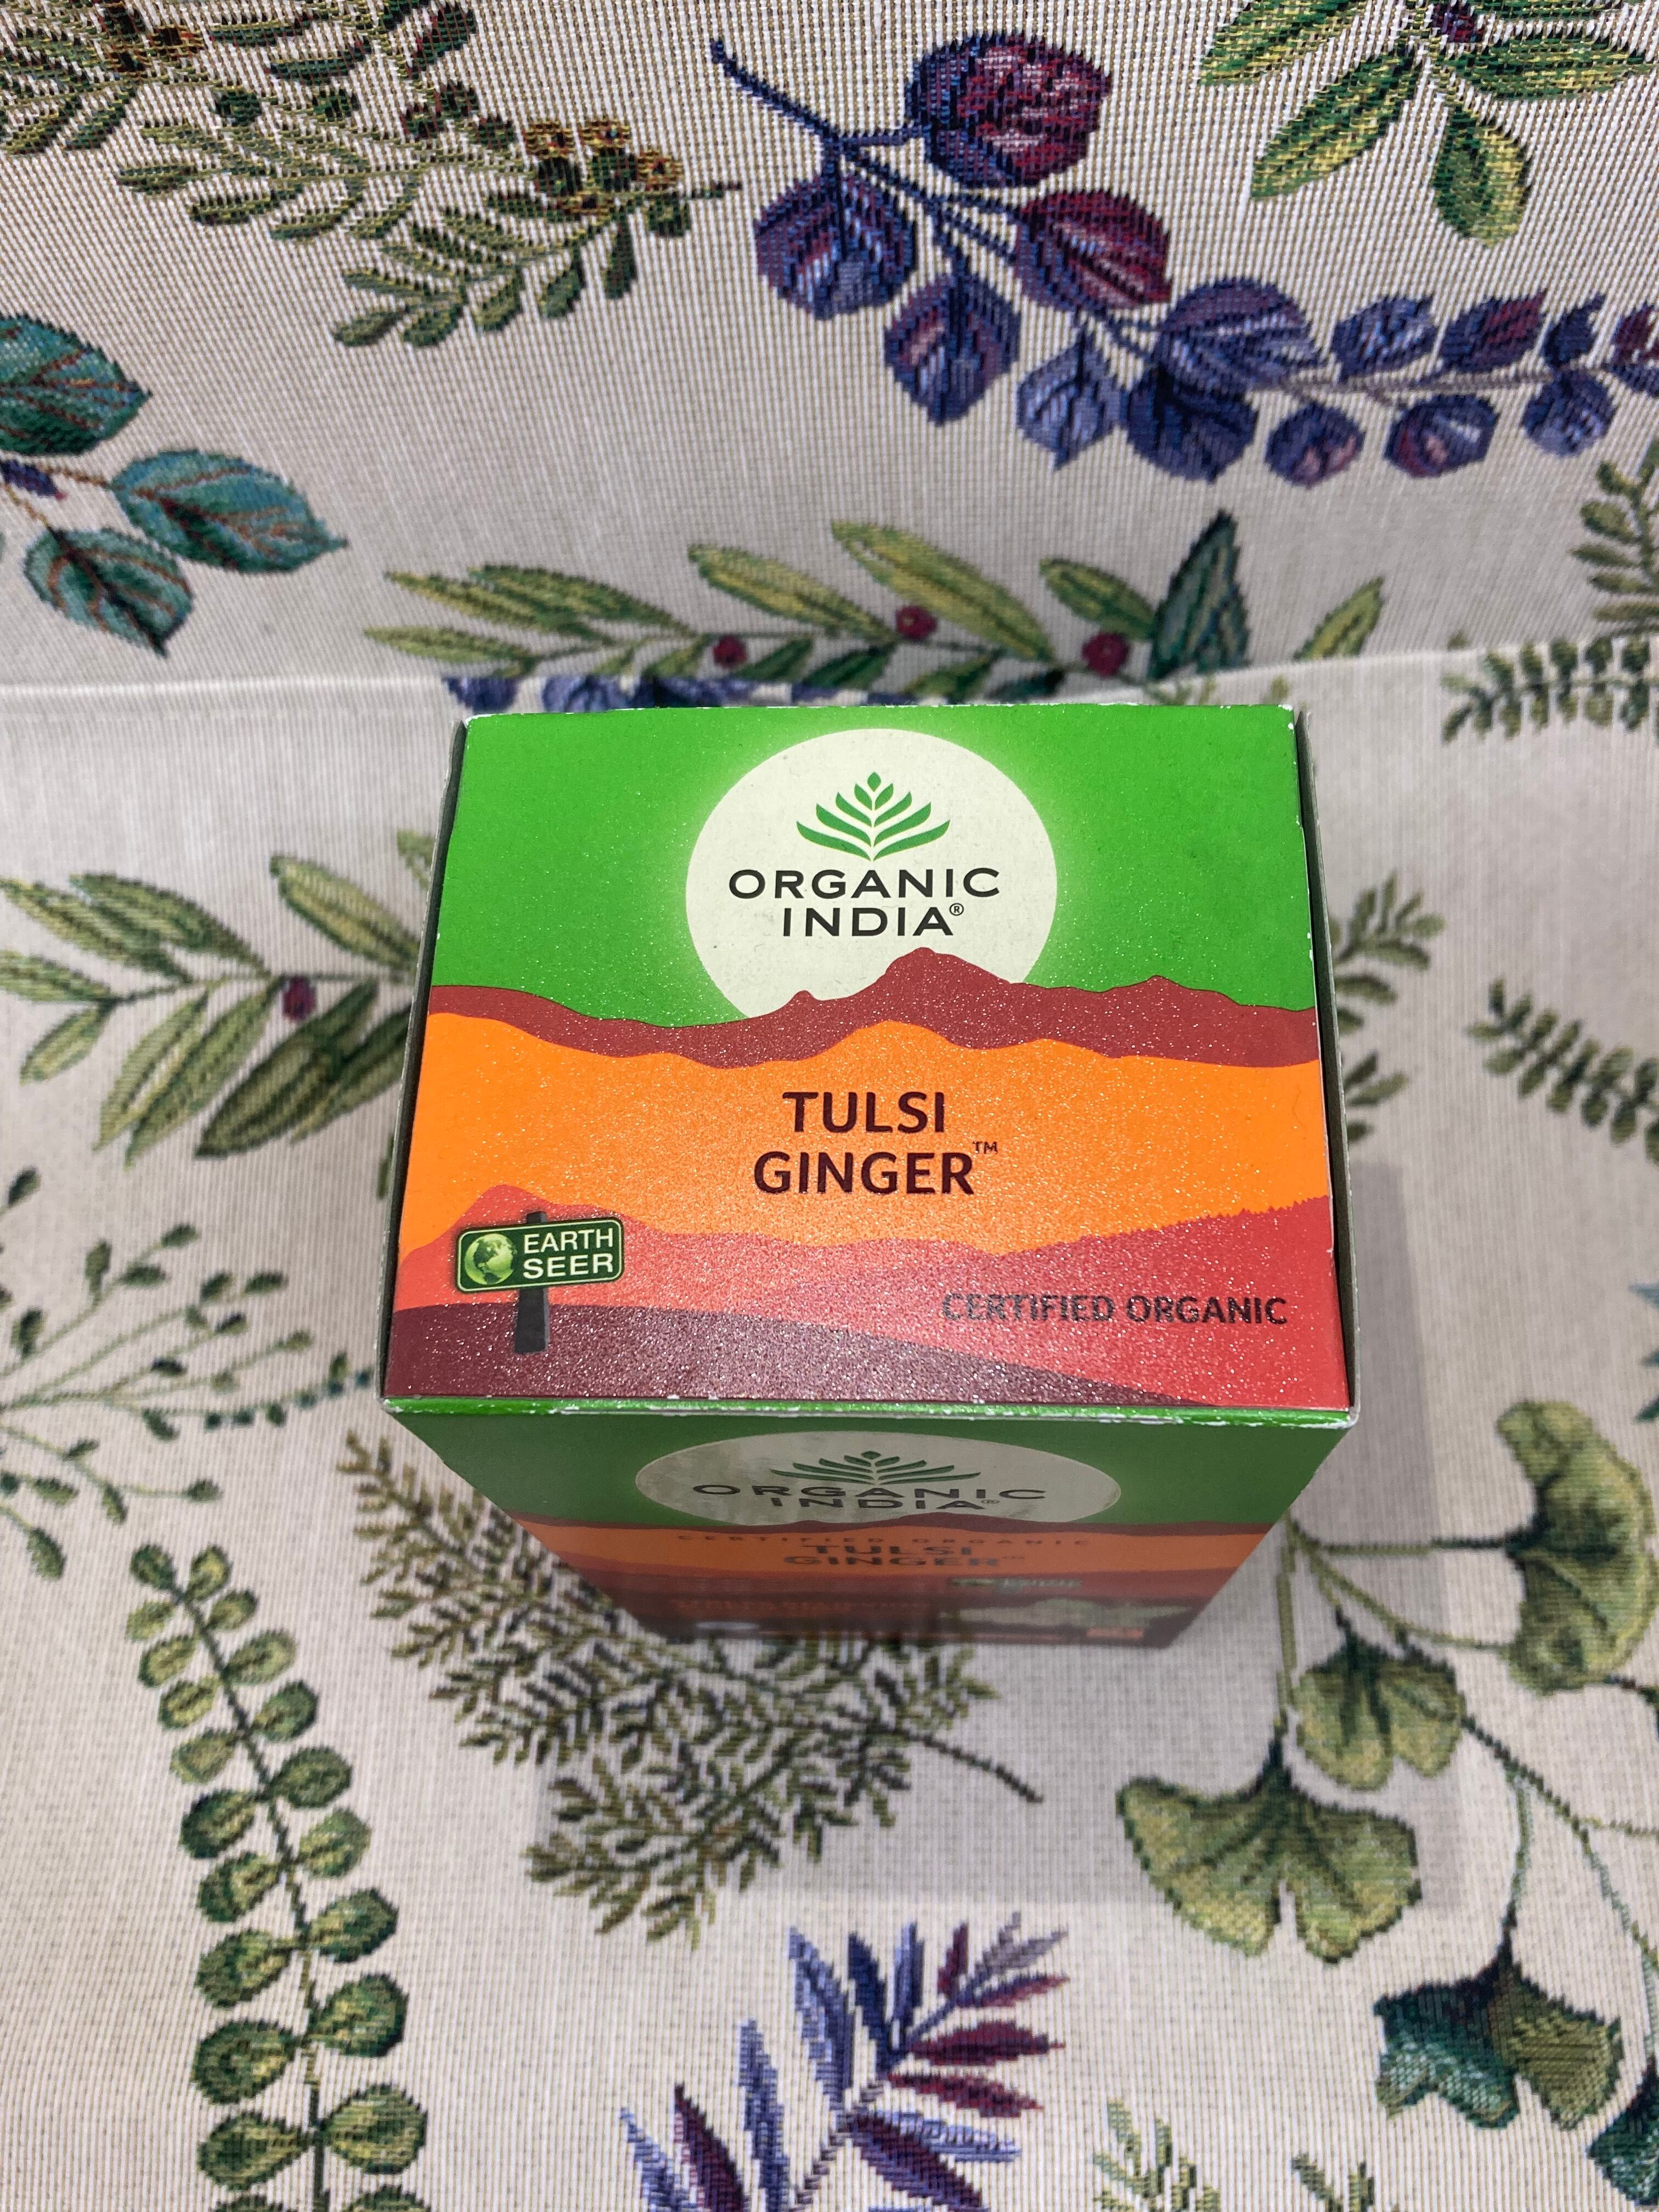 ORGANIC
INDIA®
TULSI
GINGER™
EARTH
SEER
CERTIFIED ORGANIC
ORGANIC
INDIA®
CERTIFIED ORGANIC
TULSI
GINGER™